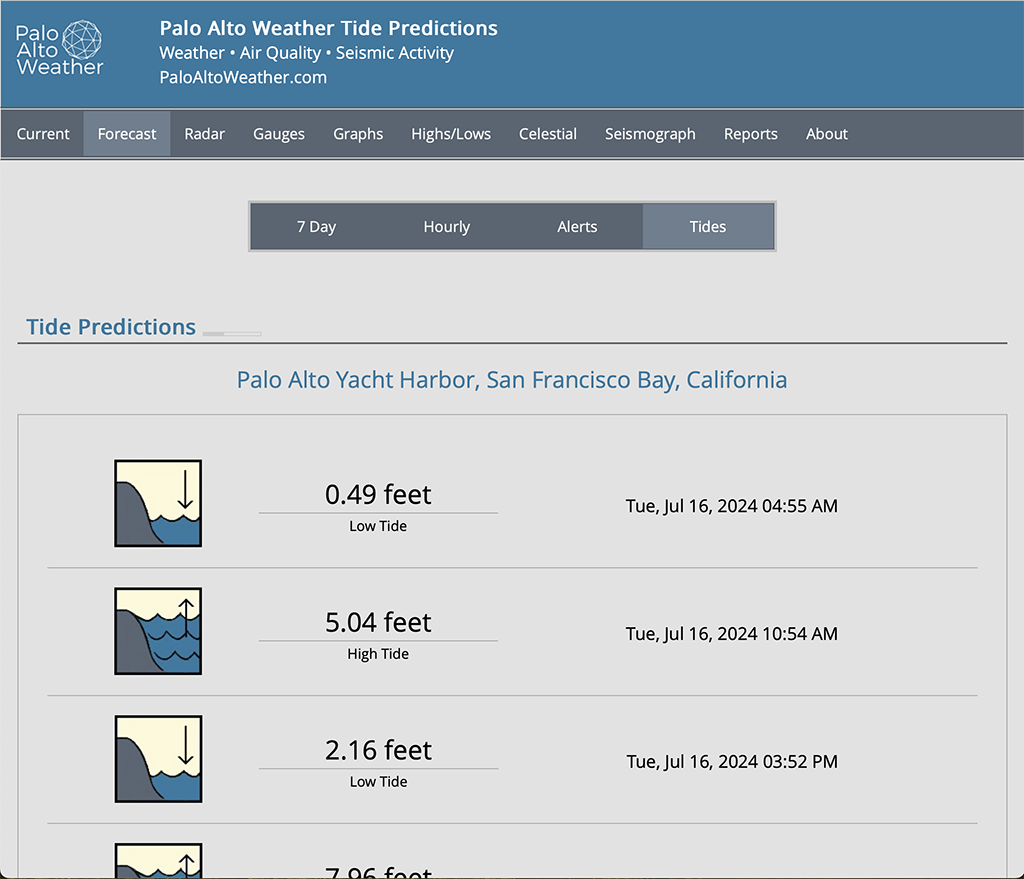 Palo
Alto
Weather
Palo Alto Weather Tide Predictions
Weather • Air Quality • Seismic Activity
PaloAltoWeather.com
Current Forecast Radar Gauges Graphs Highs/Lows Celestial Seismograph Reports About
7 Day Hourly Alerts Tides
Tide Predictions
Palo Alto Yacht Harbor, San Francisco Bay, California
0.49 feet
Low Tide
Tue, Jul 16, 2024 04:55 AM
5.04 feet
High Tide
Tue, Jul 16, 2024 10:54 AM
2.16 feet
Low Tide
Tue, Jul 16, 2024 03:52 PM
7.96 feet